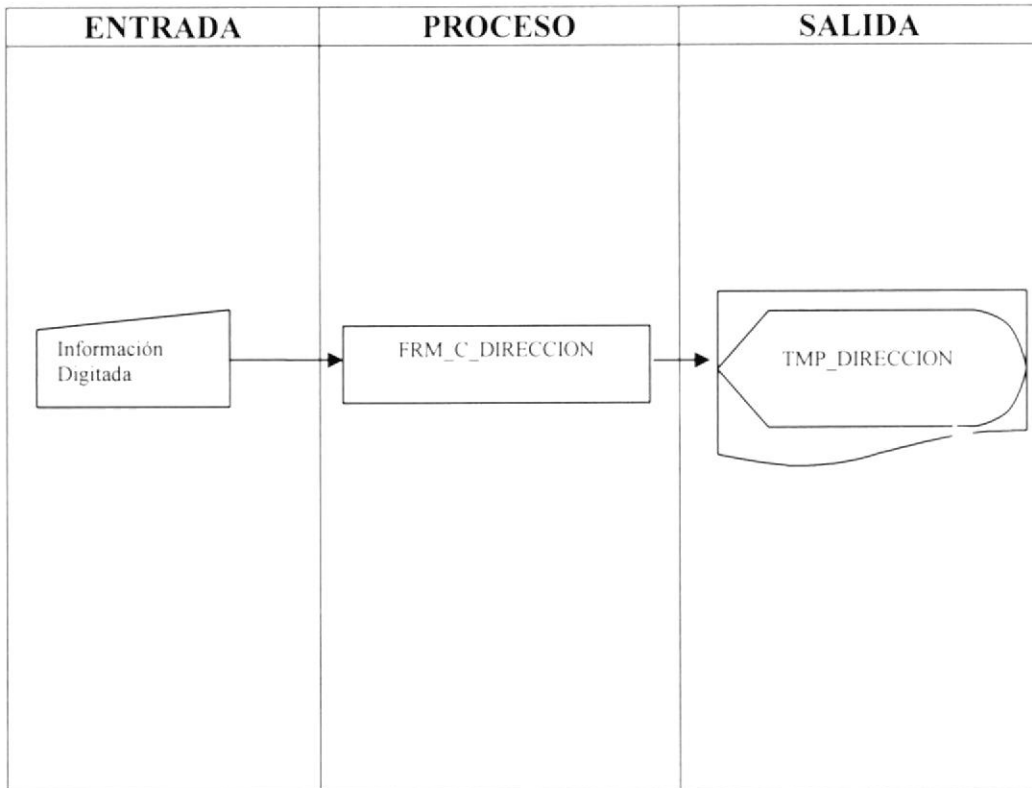 ENTRADA
PROCESO
SALIDA
Información
Digitada
FRM_C_DIRECCION
TMP_DIRECCION